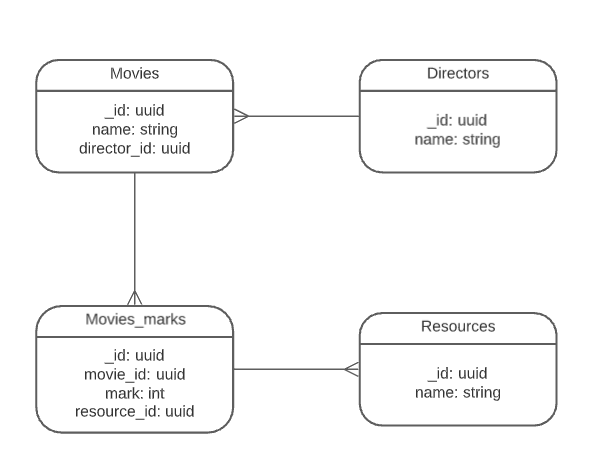 Movies
_id: uuid
name: string
director_id: uuid
Directors
_id: uuid
name: string
Movies_marks
_id: uuid
movie_id: uuid
mark: int
resource_id: uuid
Resources
_id: uuid
name: string